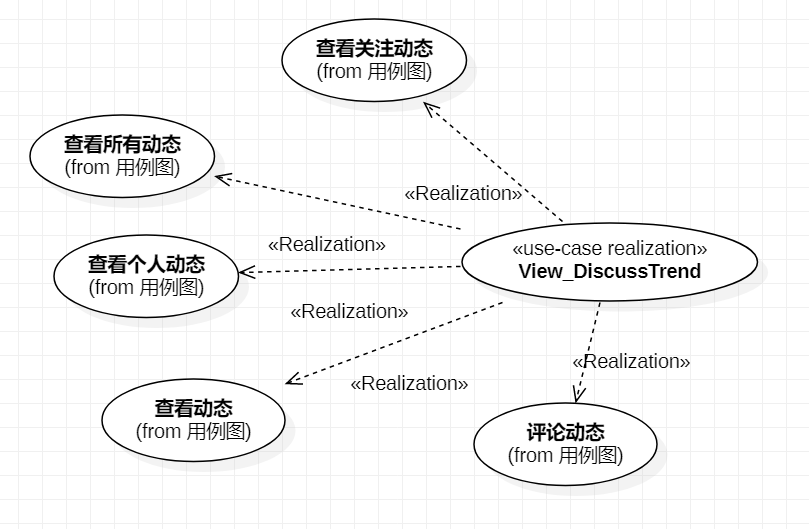 查看关注动态
(from 用例图)
查看所有动态
(from 用例图)
«Realization»
«Realization»
«use-case realization»
View_DiscussTrend
查看个人动态
(from 用例图)
«Realization»
«Realization»
«Realization»
查看动态
(from 用例图)
评论动态
(from 用例图)